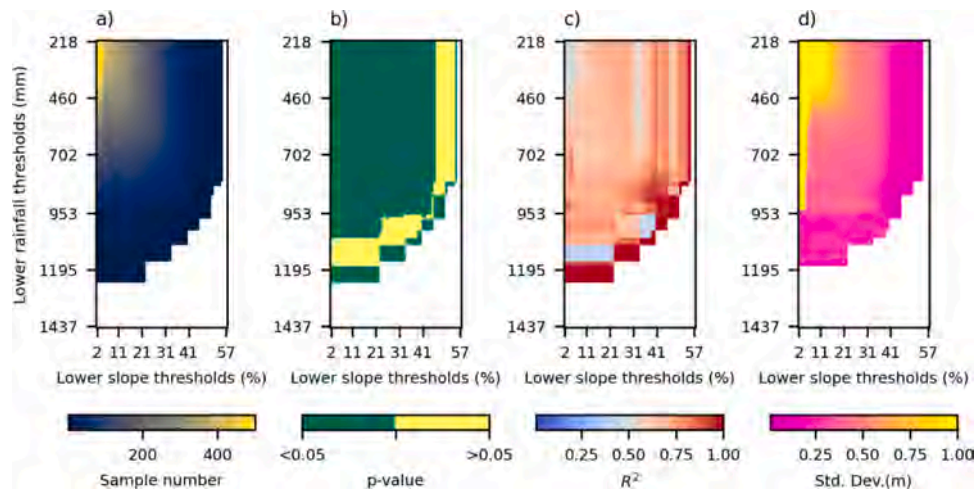 a) b) c) d)
Lower rainfall thresholds (mm)
218 218 218 218
460 460 460 460
702 702 702 702
953 953 953 953
1195 1195 1195 1195
1437 1437 1437 1437
2 11 21 31 41 57 2 11 21 31 41 57 2 11 21 31 41 57 2 11 21 31 41 57
Lower slope thresholds (%) Lower slope thresholds (%) Lower slope thresholds (%) Lower slope thresholds (%)
200 400 <0.05 >0.05 0.25 0.50 0.75 1.00 0.25 0.50 0.75 1.00
Sample number p-value R² Std. Dev.(m)